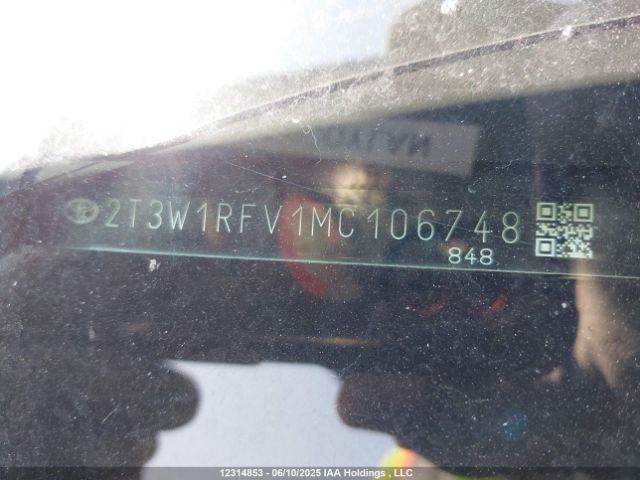 2T3W1RFV1MC106748
848
12314853 - 06/10/2025 IAA Holdings , LLC